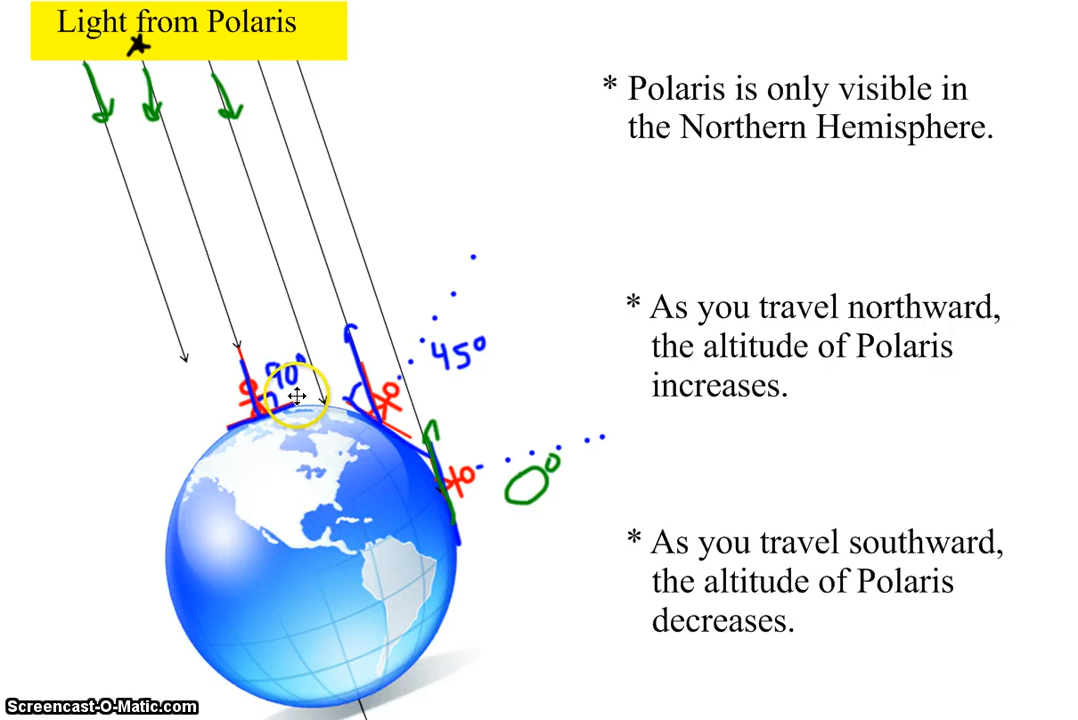 Light from Polaris
* Polaris is only visible in
the Northern Hemisphere.
* As you travel northward,
the altitude of Polaris
increases.
90°
45°
0°
* As you travel southward,
the altitude of Polaris
decreases.
Screencast-O-Matic.com